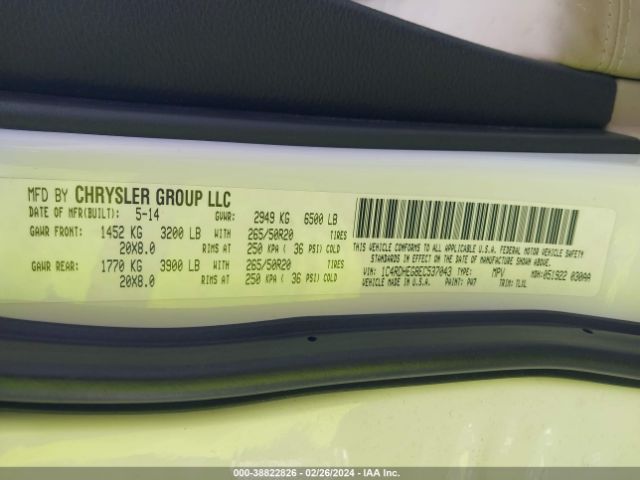 MFD BY CHRYSLER GROUP LLC
DATE OF MFR(BUILT): 5-14 GVWR: 2949 KG 6500 LB
GAWR FRONT: 1452 KG 3200 LB WITH 265/50R20 TIRES
20X8.0 RIMS AT 250 KPA ( 36 PSI) COLD
GAWR REAR: 1770 KG 3900 LB WITH 265/50R20 TIRES
20X8.0 RIMS AT 250 KPA ( 36 PSI) COLD
THIS VEHICLE CONFORMS TO ALL APPLICABLE U.S.A. FEDERAL MOTOR VEHICLE SAFETY
STANDARDS IN EFFECT ON THE DATE OF MANUFACTURE SHOWN ABOVE.
VIN: 1C4RDHEG8EC537043 TYPE: MPV MDH: 051922 030AA
VEHICLE MADE IN U.S.A. PAINT: PW7 TRIM: TLXL
000-38822826 - 02/26/2024 - IAA Inc.